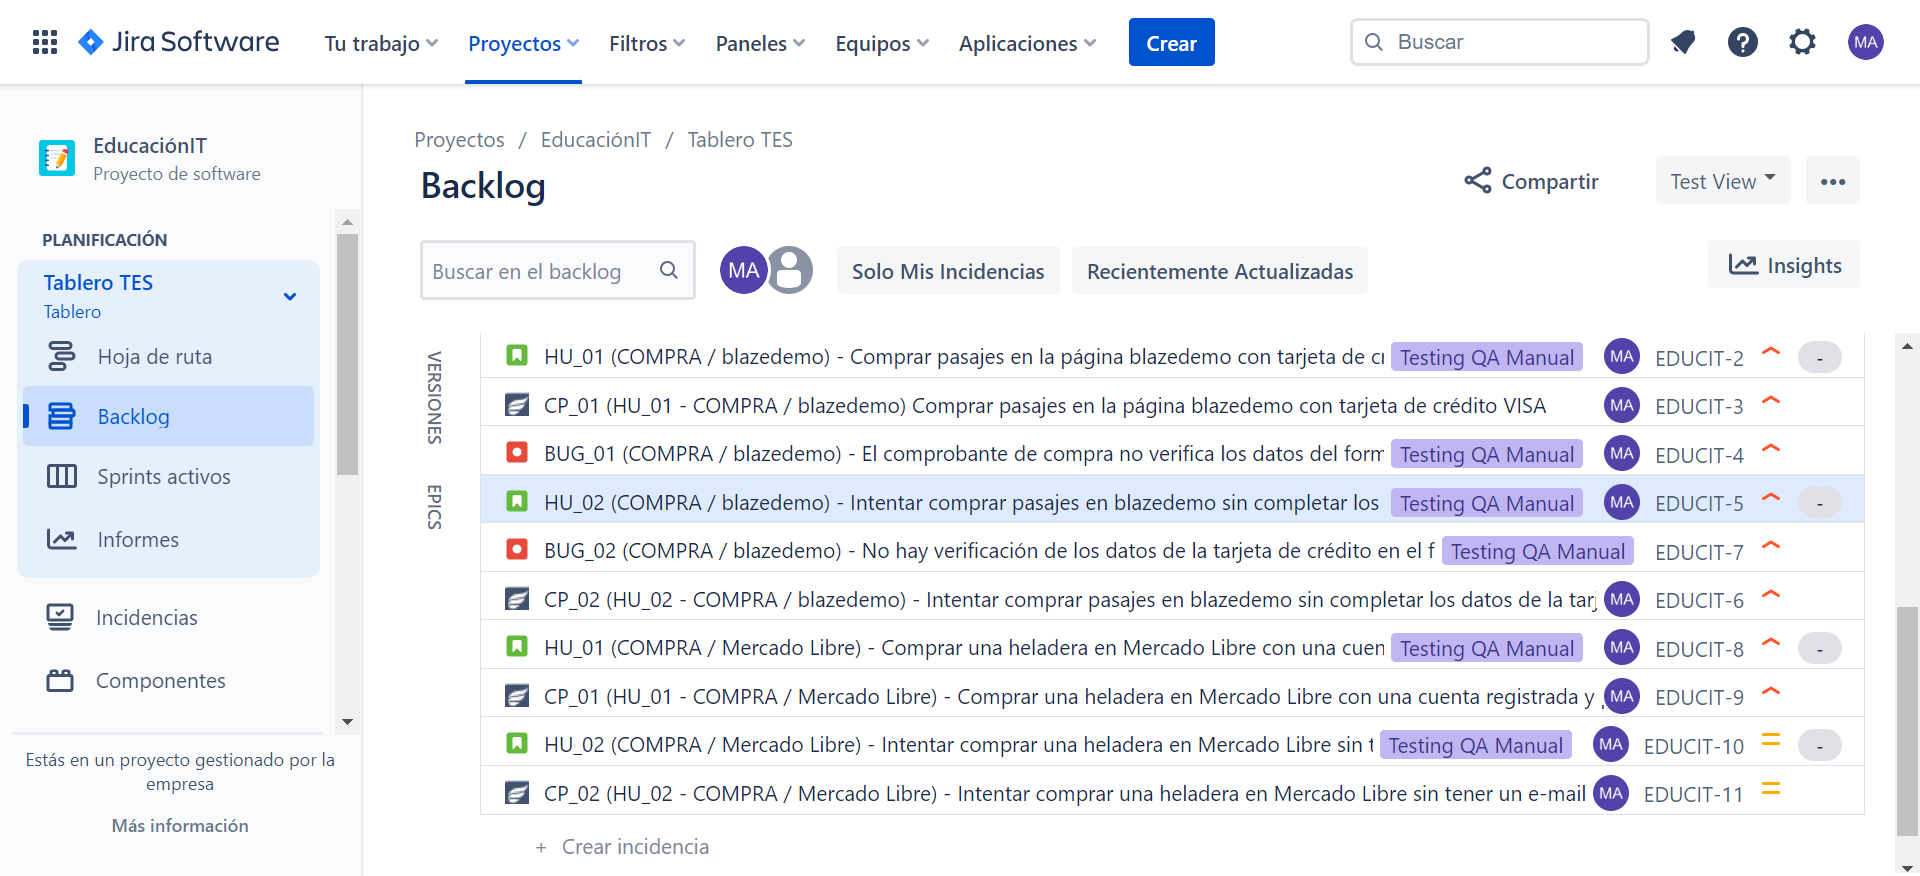 Jira Software
Tu trabajo
Proyectos
Filtros
Paneles
Equipos
Aplicaciones
Crear
Buscar
MA
EducaciónIT
Proyecto de software
PLANIFICACIÓN
Tablero TES
Tablero
Hoja de ruta
Backlog
Sprints activos
Informes
Incidencias
Componentes
Estás en un proyecto gestionado por la
empresa
Más información
Proyectos / EducaciónIT / Tablero TES
Backlog
Compartir
Test View
Buscar en el backlog
MA
Solo Mis Incidencias
Recientemente Actualizadas
Insights
VERSIONES
EPICS
HU_01 (COMPRA / blazedemo) - Comprar pasajes en la página blazedemo con tarjeta de Testing QA Manual MA EDUCIT-2 -
CP_01 (HU_01 - COMPRA / blazedemo) Comprar pasajes en la página blazedemo con tarjeta de crédito VISA MA EDUCIT-3
BUG_01 (COMPRA / blazedemo) - El comprobante de compra no verifica los datos del form Testing QA Manual MA EDUCIT-4
HU_02 (COMPRA / blazedemo) - Intentar comprar pasajes en blazedemo sin completar los Testing QA Manual MA EDUCIT-5 -
BUG_02 (COMPRA / blazedemo) - No hay verificación de los datos de la tarjeta de crédito en el f Testing QA Manual EDUCIT-7
CP_02 (HU_02 - COMPRA / blazedemo) - Intentar comprar pasajes en blazedemo sin completar los datos de la tarj MA EDUCIT-6
HU_01 (COMPRA / Mercado Libre) - Comprar una heladera en Mercado Libre con una cuen Testing QA Manual MA EDUCIT-8 -
CP_01 (HU_01 - COMPRA / Mercado Libre) - Comprar una heladera en Mercado Libre con una cuenta registrada y MA EDUCIT-9
HU_02 (COMPRA / Mercado Libre) - Intentar comprar una heladera en Mercado Libre sin t Testing QA Manual MA EDUCIT-10 -
CP_02 (HU_02 - COMPRA / Mercado Libre) - Intentar comprar una heladera en Mercado Libre sin tener un e-mail MA EDUCIT-11
+ Crear incidencia